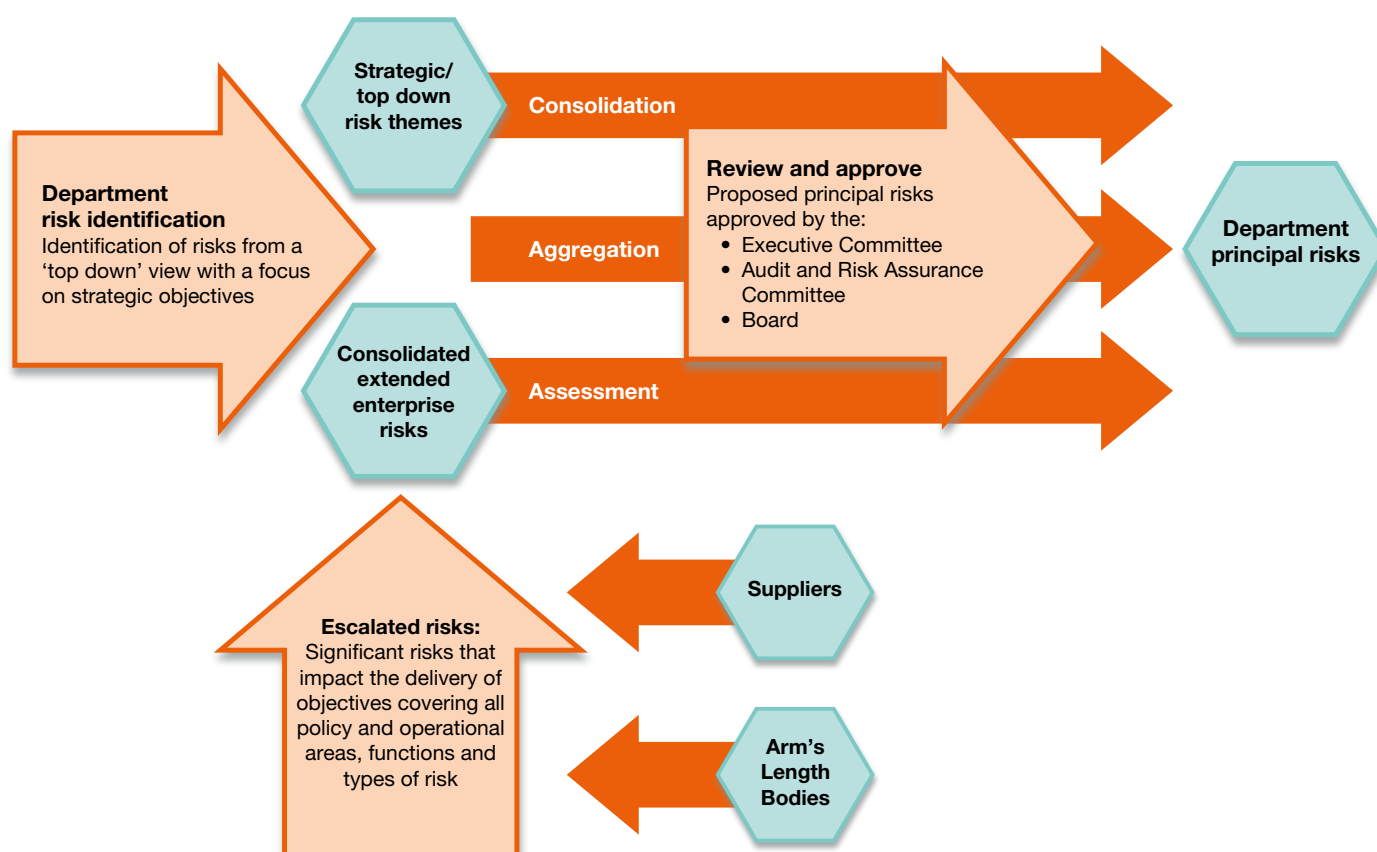 Strategic/
top down
risk themes
Consolidation
Department
risk identification
Identification of risks from a
‘top down’ view with a focus
on strategic objectives
Review and approve
Proposed principal risks
approved by the:
• Executive Committee
• Audit and Risk Assurance
Committee
• Board
Aggregation
Department
principal risks
Consolidated
extended
enterprise
risks
Assessment
Suppliers
Escalated risks:
Significant risks that
impact the delivery of
objectives covering all
policy and operational
areas, functions and
types of risk
Arm’s
Length
Bodies